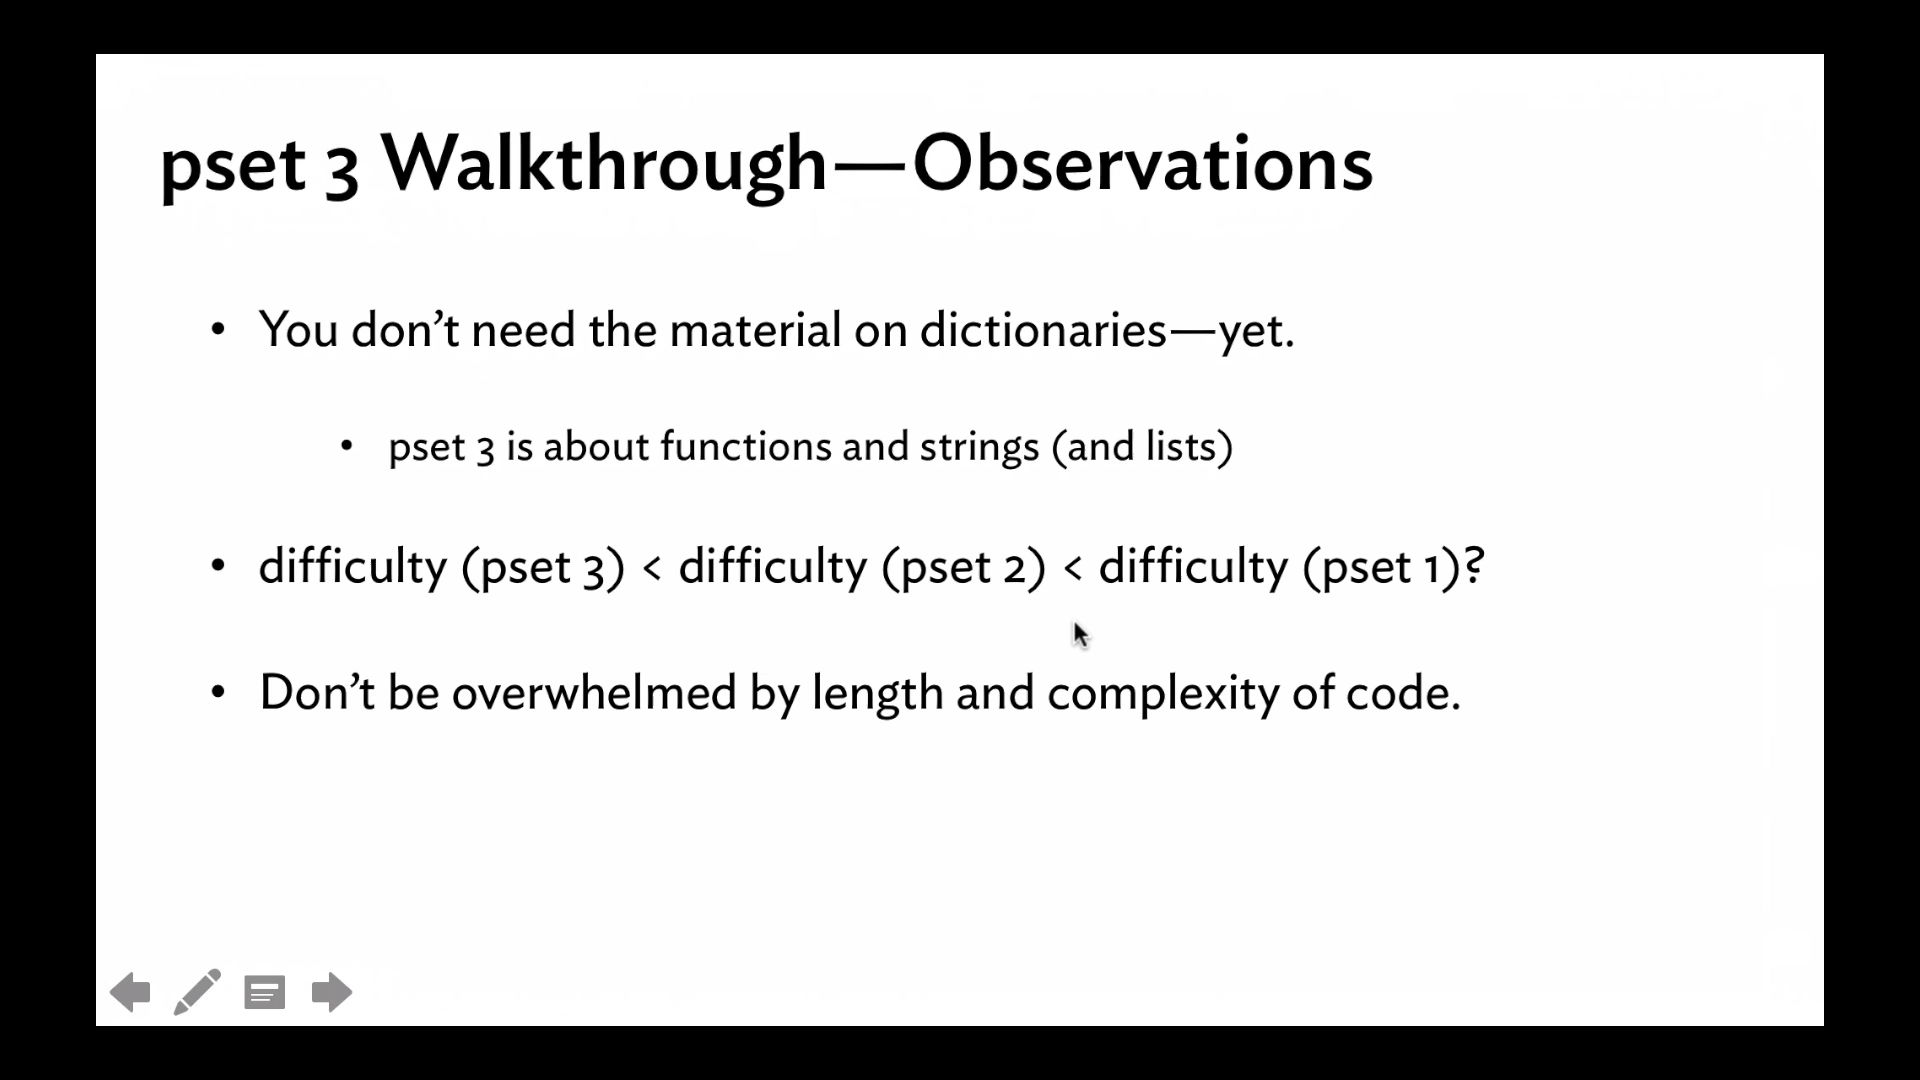 pset 3 Walkthrough—Observations
• You don’t need the material on dictionaries—yet.
• pset 3 is about functions and strings (and lists)
• difficulty (pset 3) < difficulty (pset 2) < difficulty (pset 1)?
• Don’t be overwhelmed by length and complexity of code.